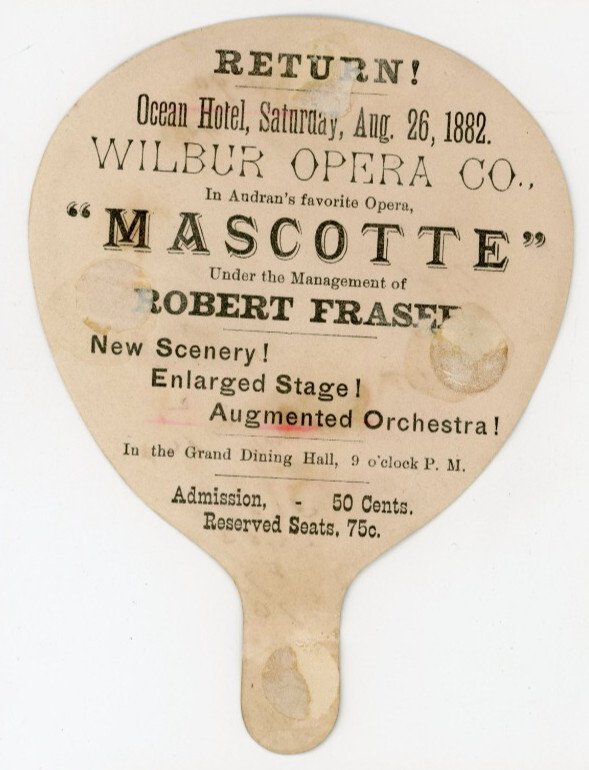 RETURN!
Ocean Hotel, Saturday, Aug. 26, 1882.
WILBUR OPERA CO.,
In Audran's favorite Opera,
“MASCOTTE”
Under the Management of
ROBERT FRASER
New Scenery!
Enlarged Stage!
Augmented Orchestra!
In the Grand Dining Hall, 9 o'clock P. M.
Admission, - 50 Cents.
Reserved Seats, 75c.